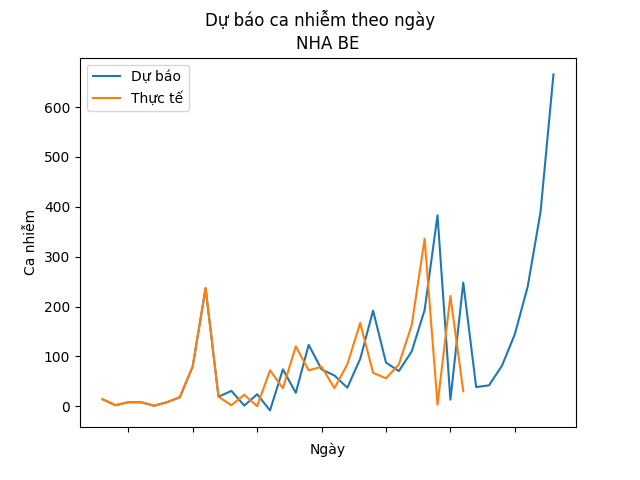 Dự báo ca nhiễm theo ngày
NHA BE
Dự báo
Thực tế
600
500
400
300
200
100
0
Ca nhiễm
Ngày